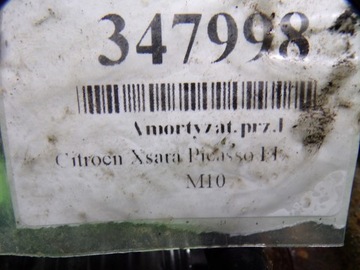 347998
Amortyzat.prz.
Citroen Xsara Picasso
M10